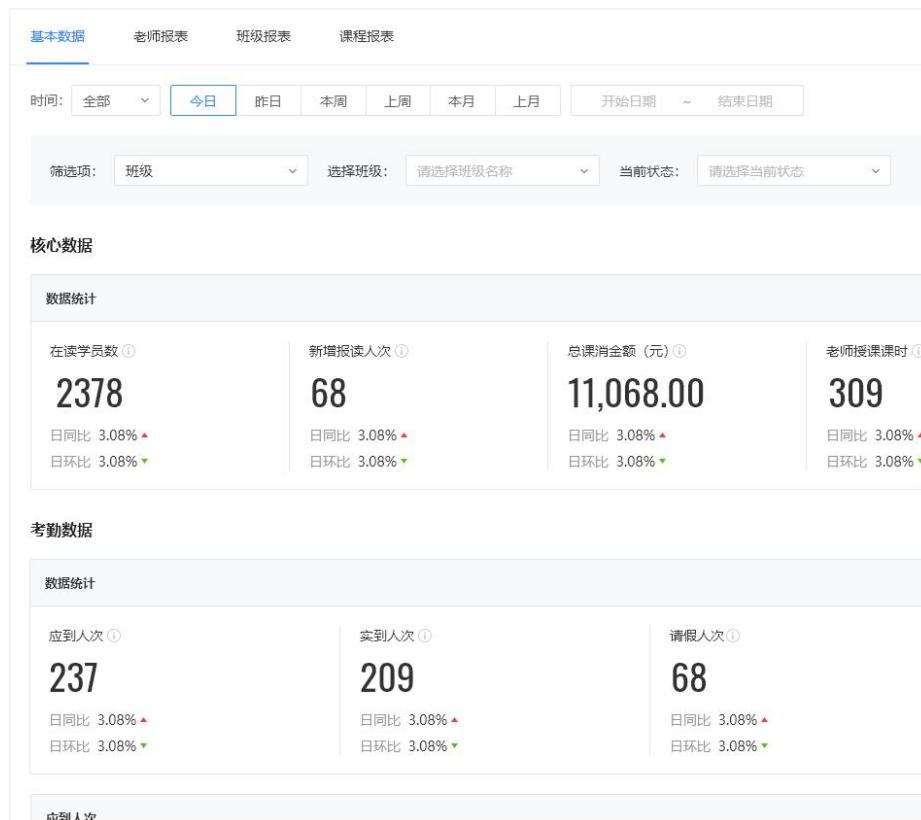 基本数据 老师报表 班级报表 课程报表
时间: 全部 今日 昨日 本周 上周 本月 上月 开始日期 ~ 结束日期
筛选项: 班级 选择班级: 请选择班级名称 当前状态: 请选择当前状态
核心数据
数据统计
在读学员数 新增报读人次 总课消金额（元） 老师授课课时
2378 68 11,068.00 309
日同比 3.08% 日同比 3.08% 日同比 3.08% 日同比 3.08%
日环比 3.08% 日环比 3.08% 日环比 3.08% 日环比 3.08%
考勤数据
数据统计
应到人次 实到人次 请假人次
237 209 68
日同比 3.08% 日同比 3.08% 日同比 3.08%
日环比 3.08% 日环比 3.08% 日环比 3.08%
应到人次